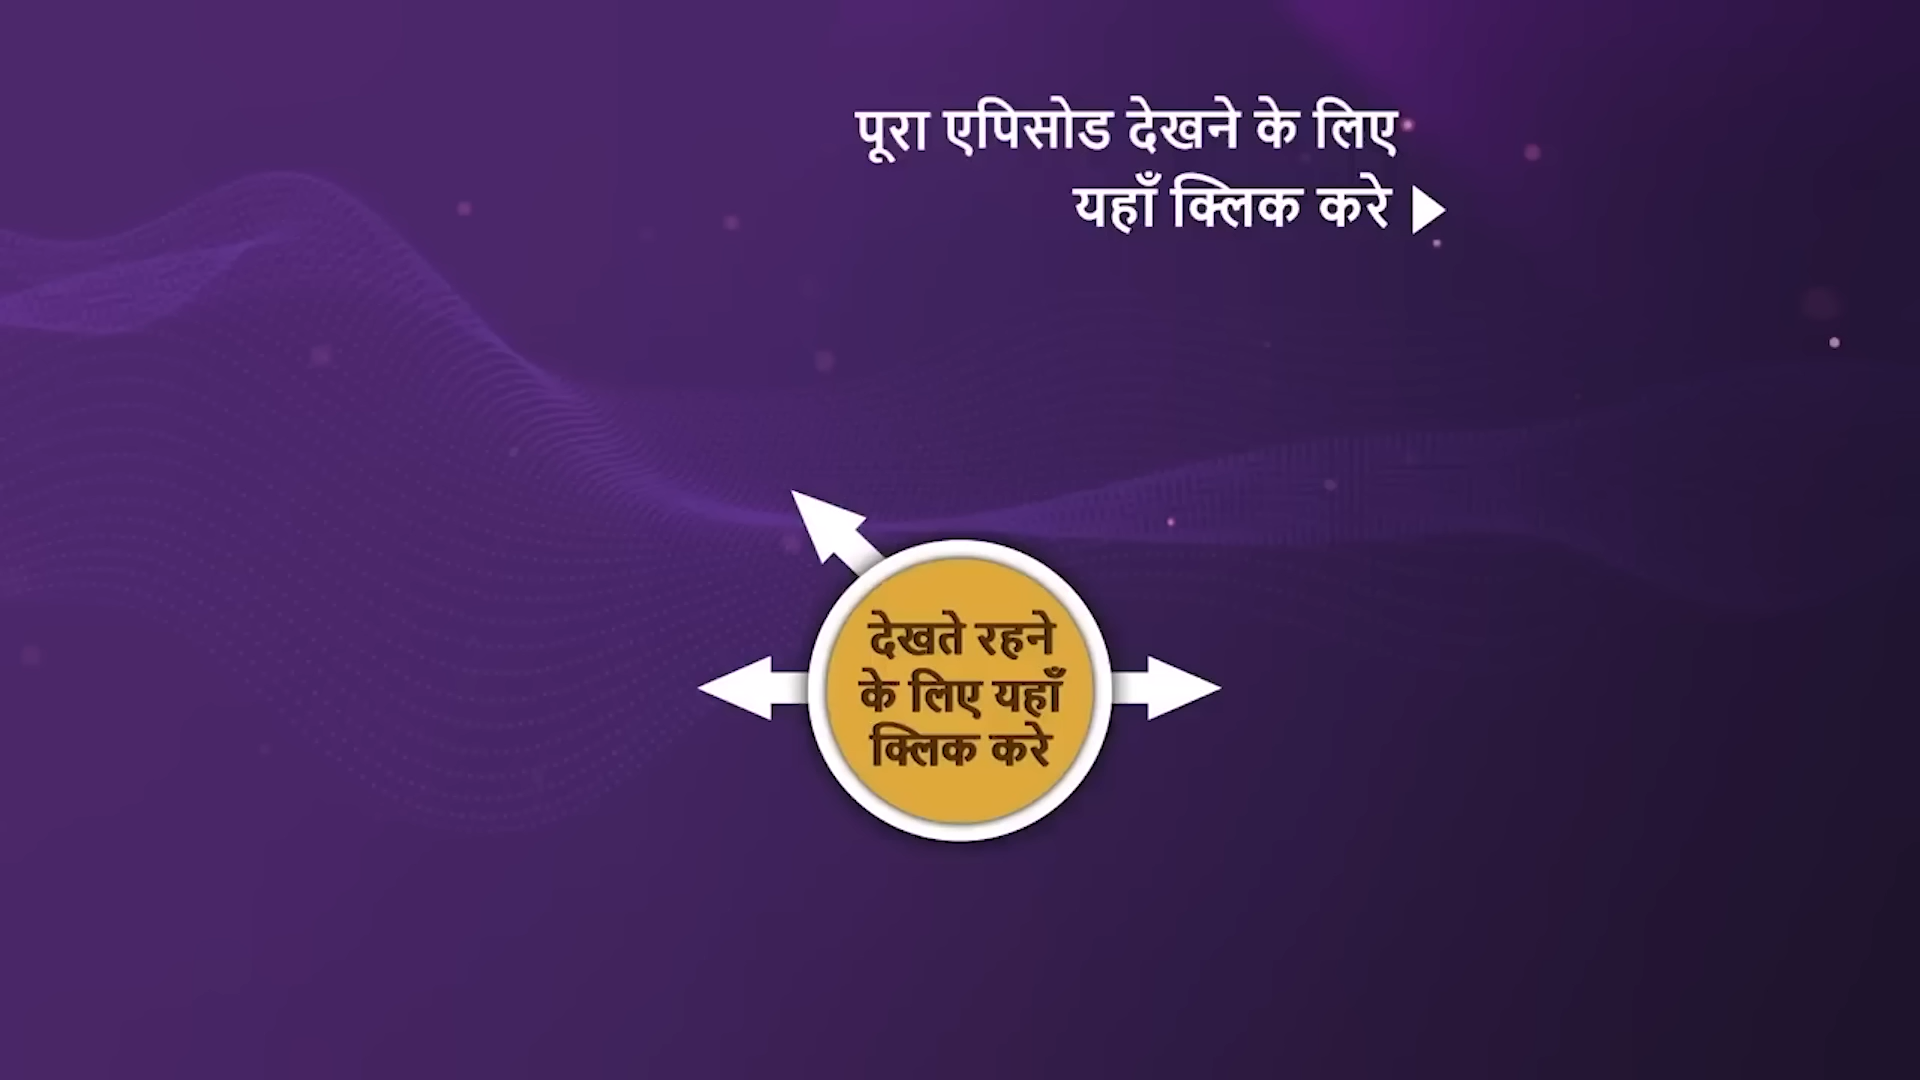 पूरा एपिसोड देखने के लिए
यहाँ क्लिक करे
देखते रहने
के लिए यहाँ
क्लिक करे